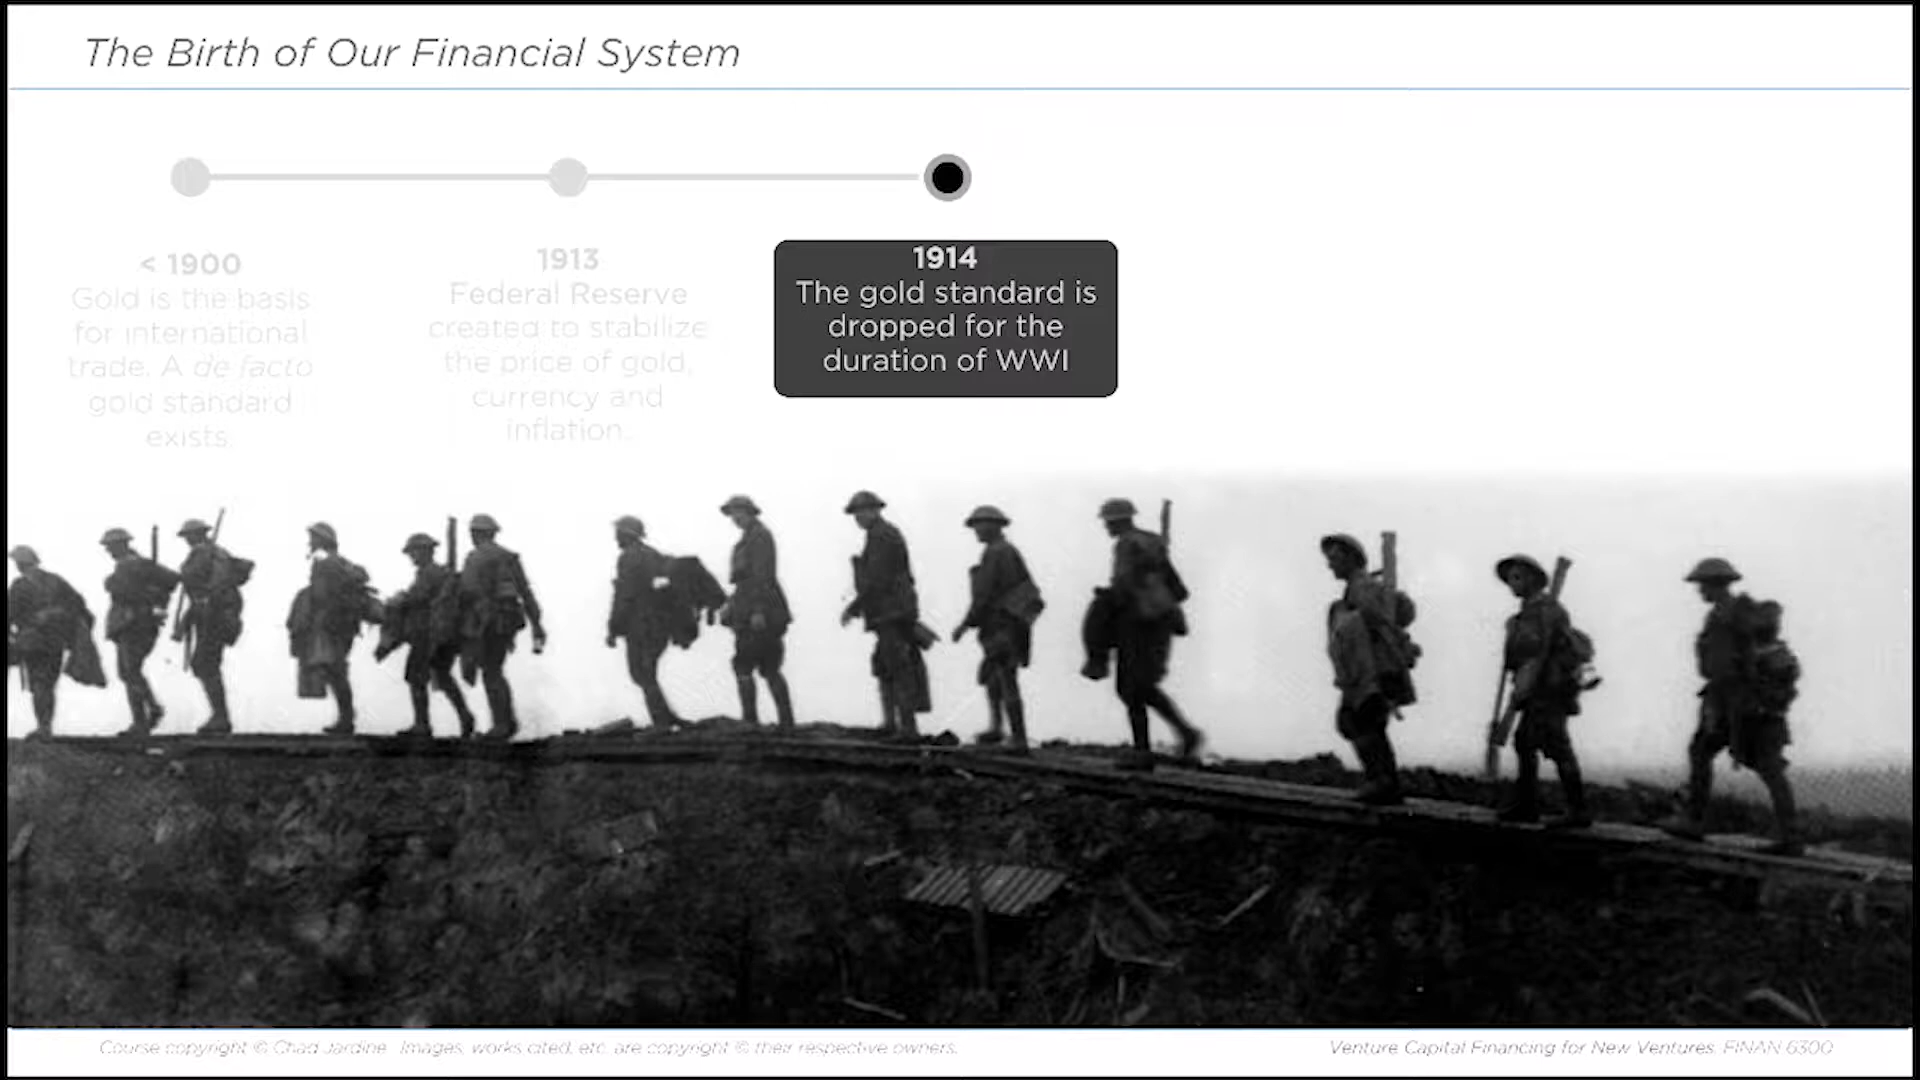 The Birth of Our Financial System
< 1900
Gold is the basis
for international
trade. A de facto
gold standard
exists.
1913
Federal Reserve
created to stabilize
the price of gold,
currency and
inflation.
1914
The gold standard is
dropped for the
duration of WWI
Course copyright © Chad Jardine. Images, works cited, etc. are copyright © their respective owners.
Venture Capital Financing for New Ventures. FINAN 6300